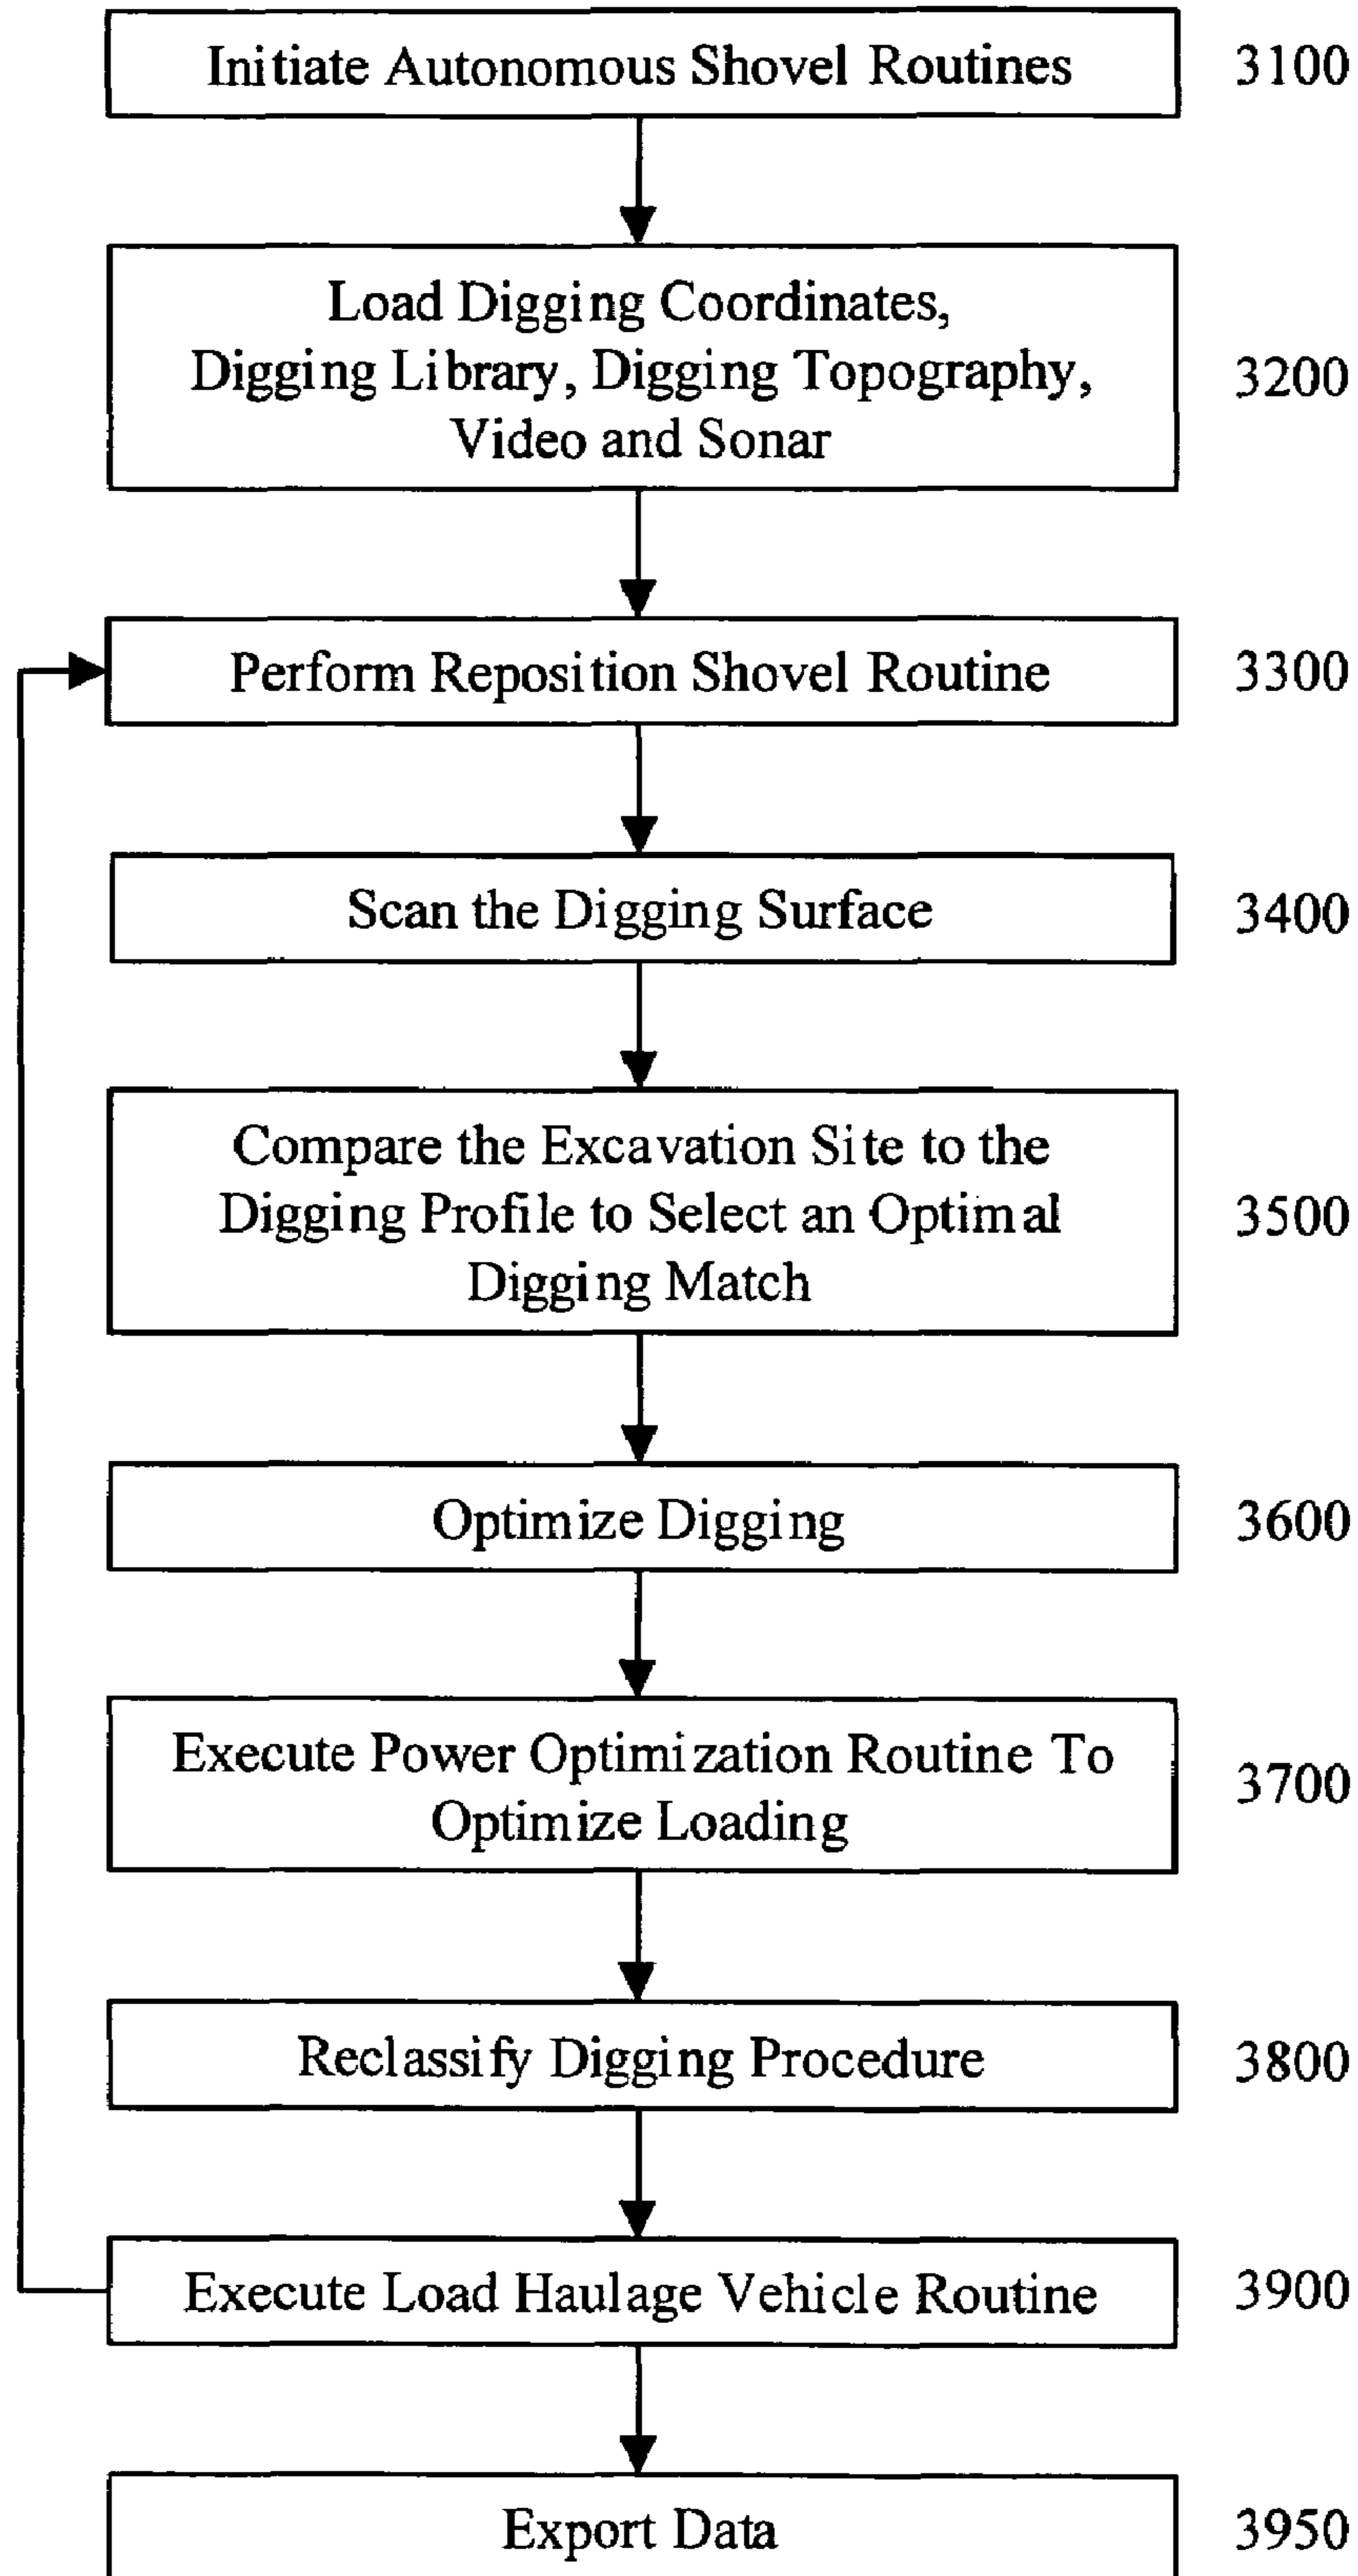 Initiate Autonomous Shovel Routines 3100
Load Digging Coordinates,
Digging Library, Digging Topography, 3200
Video and Sonar
Perform Reposition Shovel Routine 3300
Scan the Digging Surface 3400
Compare the Excavation Site to the
Digging Profile to Select an Optimal 3500
Digging Match
Optimize Digging 3600
Execute Power Optimization Routine To
Optimize Loading 3700
Reclassify Digging Procedure 3800
Execute Load Haulage Vehicle Routine 3900
Export Data 3950